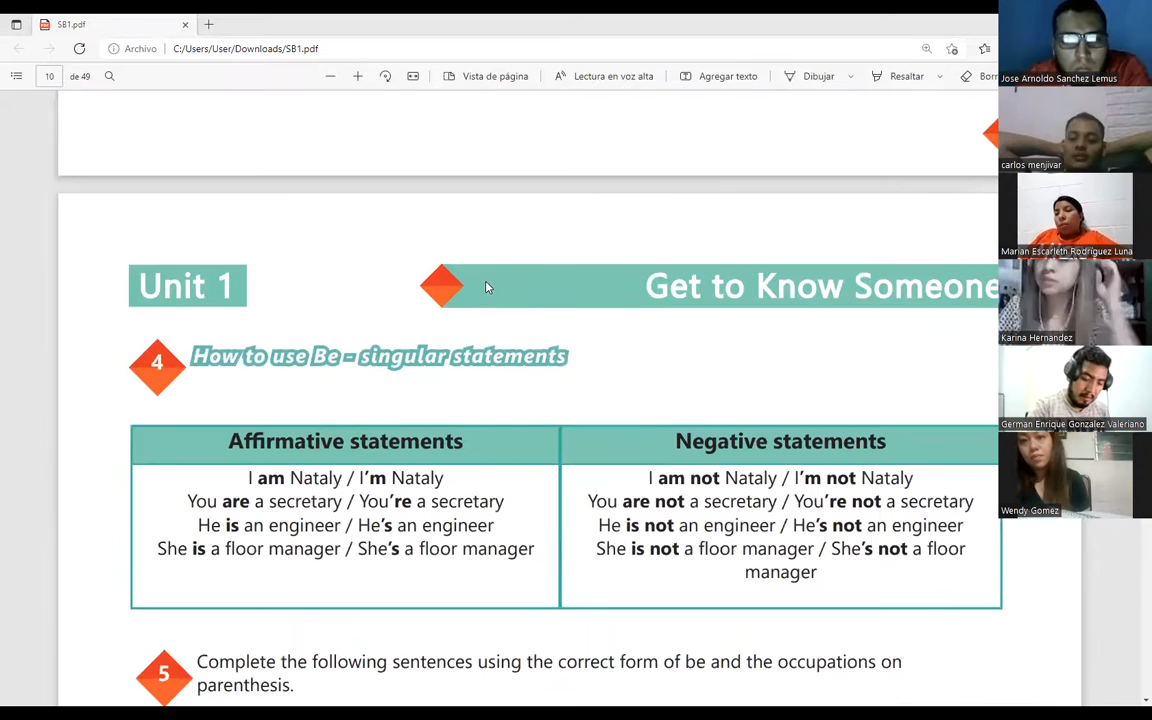 SB1.pdf
Archivo C:/Users/User/Downloads/SB1.pdf
10 de 49 Vista de página Lectura en voz alta Agregar texto Dibujar Resaltar Borr
Unit 1 Get to Know Someone
4 How to use Be - singular statements
Affirmative statements
I am Nataly / I'm Nataly
You are a secretary / You're a secretary
He is an engineer / He's an engineer
She is a floor manager / She's a floor manager
Negative statements
I am not Nataly / I'm not Nataly
You are not a secretary / You're not a secretary
He is not an engineer / He's not an engineer
She is not a floor manager / She's not a floor
manager
5 Complete the following sentences using the correct form of be and the occupations on
parenthesis.
Jose Arnoldo Sanchez Lemus
carlos menjivar
Marian Escarleth Rodriguez Luna
Karina Hernandez
German Enrique Gonzalez Valeriano
Wendy Gomez